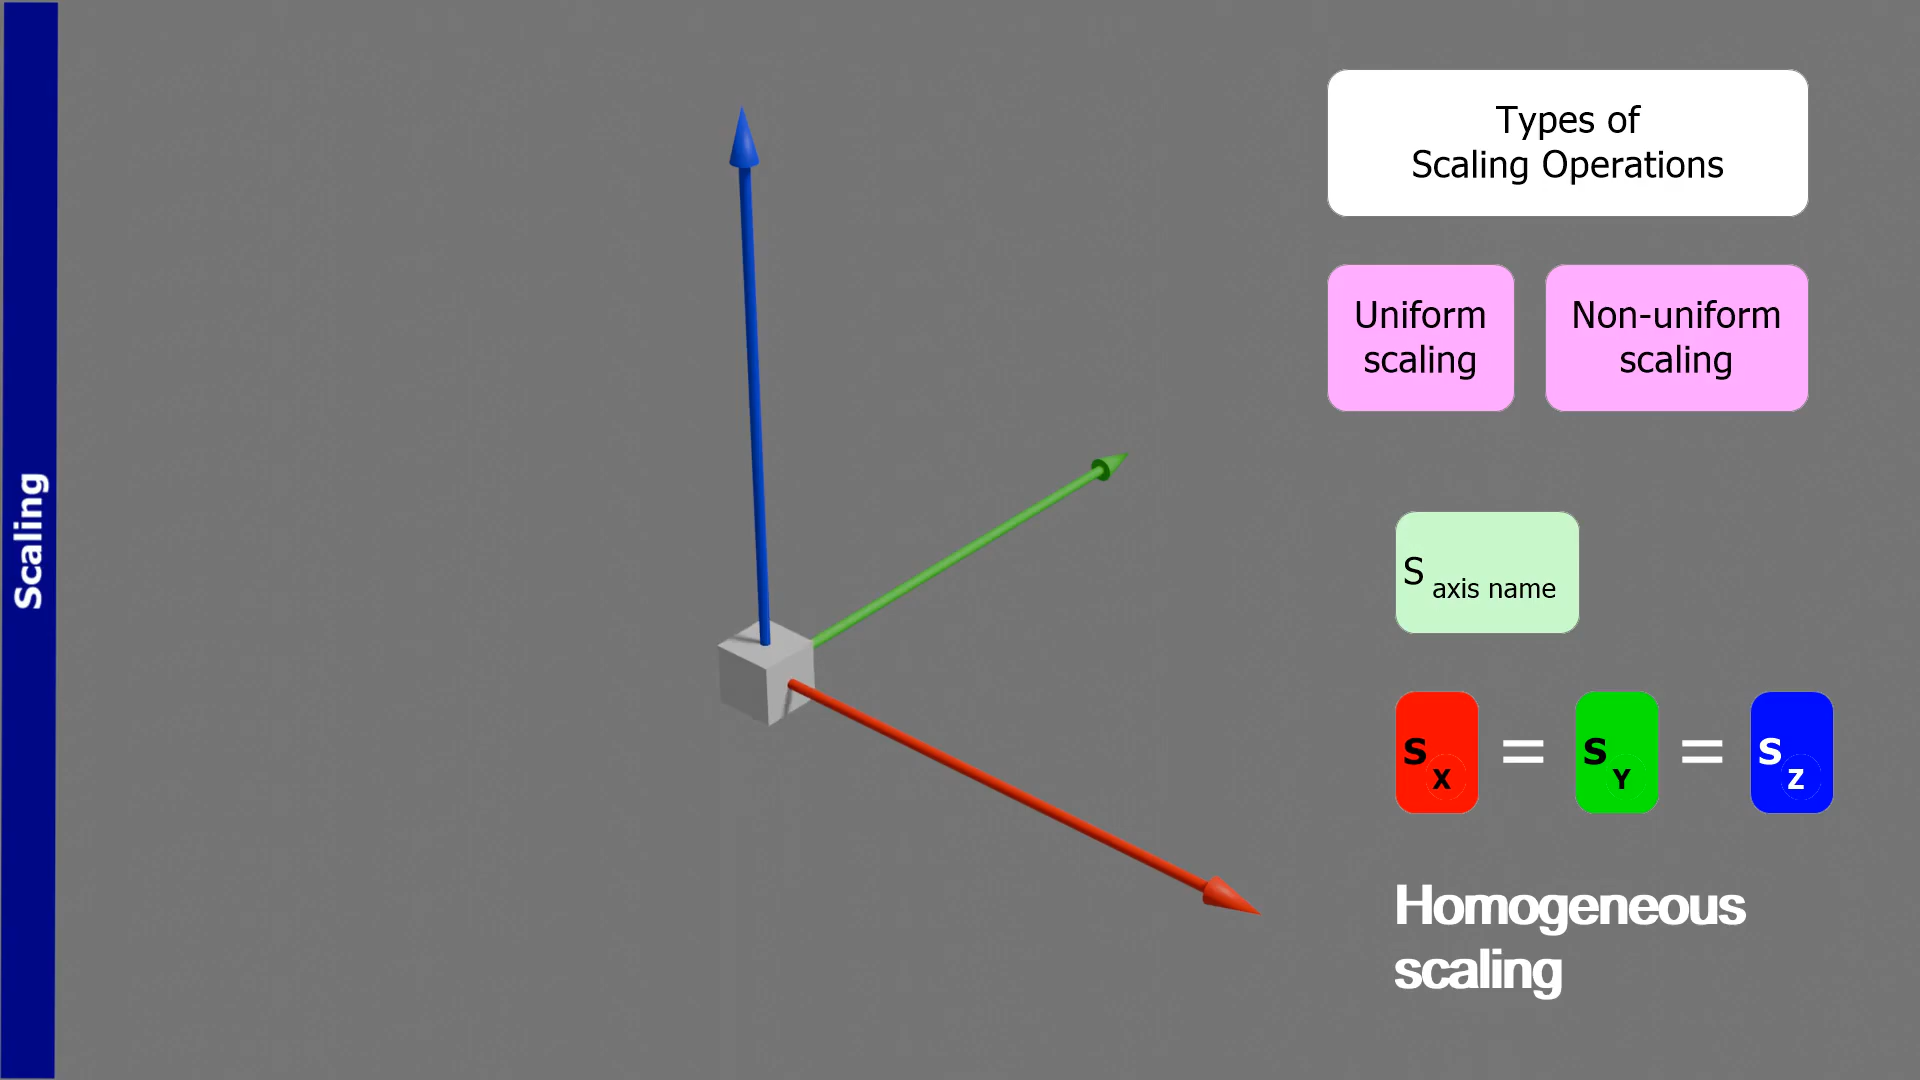 Scaling
Types of
Scaling Operations
Uniform
scaling
Non-uniform
scaling
S axis name
S X = S Y = S Z
Homogeneous
scaling